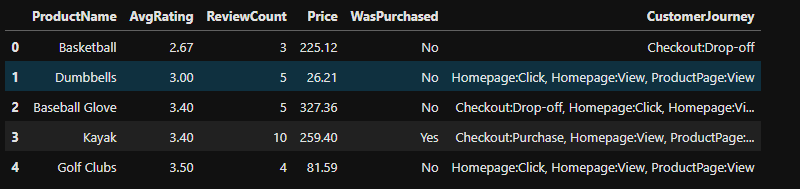 ProductName AvgRating ReviewCount Price WasPurchased CustomerJourney
0 Basketball 2.67 3 225.12 No Checkout:Drop-off
1 Dumbbells 3.00 5 26.21 No Homepage:Click, Homepage:View, ProductPage:View
2 Baseball Glove 3.40 5 327.36 No Checkout:Drop-off, Homepage:Click, Homepage:Vi...
3 Kayak 3.40 10 259.40 Yes Checkout:Purchase, Homepage:View, ProductPage:...
4 Golf Clubs 3.50 4 81.59 No Homepage:Click, Homepage:View, ProductPage:View